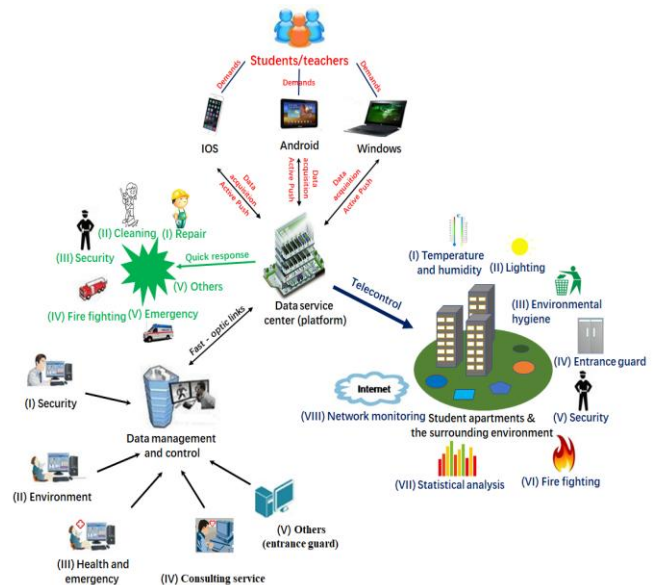 Students/teachers
Demands
Demands
Demands
IOS
Android
Windows
Data
acquisition
Active Push
Data
acquisition
Active Push
Data
acquisition
Active Push
(II) Cleaning
(I) Repair
(III) Security
Quick response
(V) Others
(IV) Fire fighting
(V) Emergency
Data service
center (platform)
Telecontrol
(I) Temperature
and humidity
(II) Lighting
(III) Environmental
hygiene
(IV) Entrance guard
(V) Security
Internet
(VIII) Network monitoring
Student apartments &
the surrounding environment
(VII) Statistical analysis
(VI) Fire fighting
Fast - optic links
(I) Security
Data management
and control
(II) Environment
(III) Health and
emergency
(IV) Consulting service
(V) Others
(entrance guard)